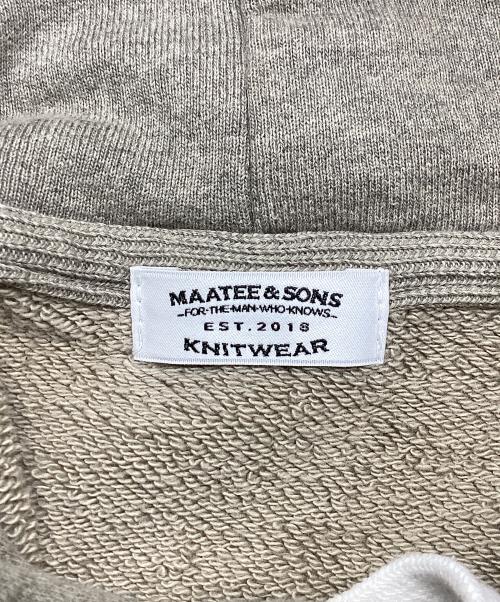 MAATEE & SONS
-FOR·THE·MAN·WHO·KNOWS-
EST. 2018
KNITWEAR